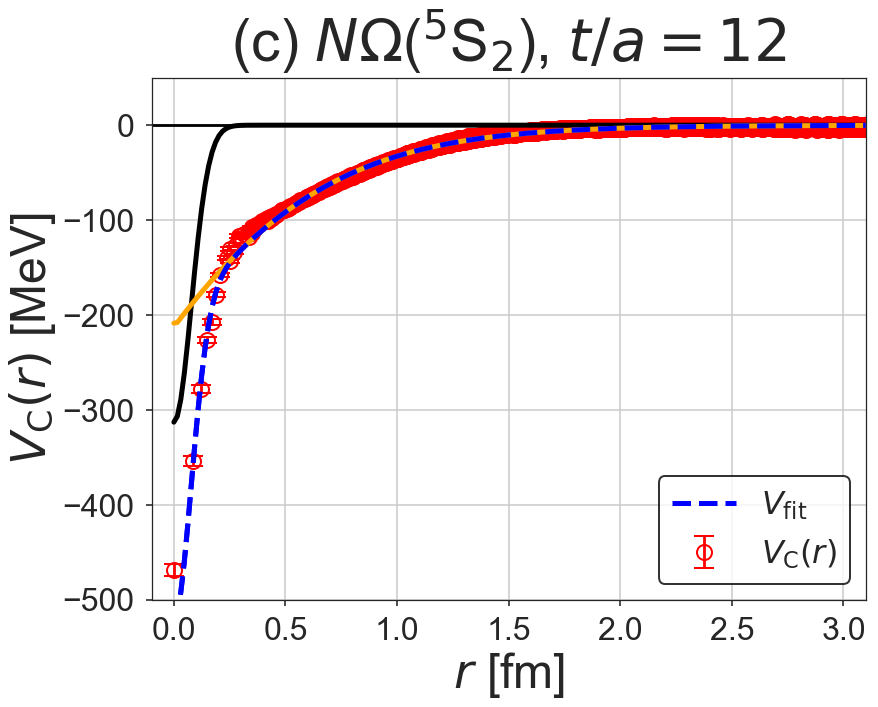 (c) NΩ(⁵S₂), t/a = 12
V_C(r) [MeV]
0
−100
−200
−300
−400
−500
0.0 0.5 1.0 1.5 2.0 2.5 3.0
r [fm]
V_fit
V_C(r)